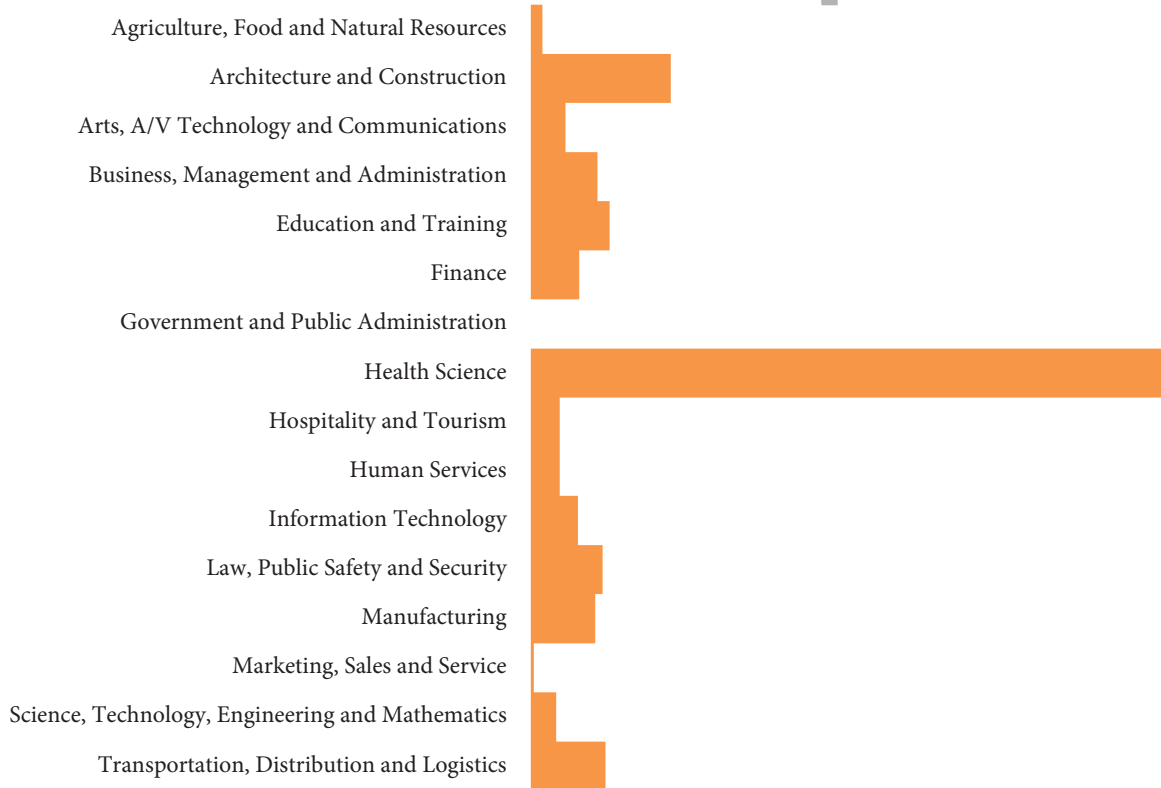 Agriculture, Food and Natural Resources
Architecture and Construction
Arts, A/V Technology and Communications
Business, Management and Administration
Education and Training
Finance
Government and Public Administration
Health Science
Hospitality and Tourism
Human Services
Information Technology
Law, Public Safety and Security
Manufacturing
Marketing, Sales and Service
Science, Technology, Engineering and Mathematics
Transportation, Distribution and Logistics